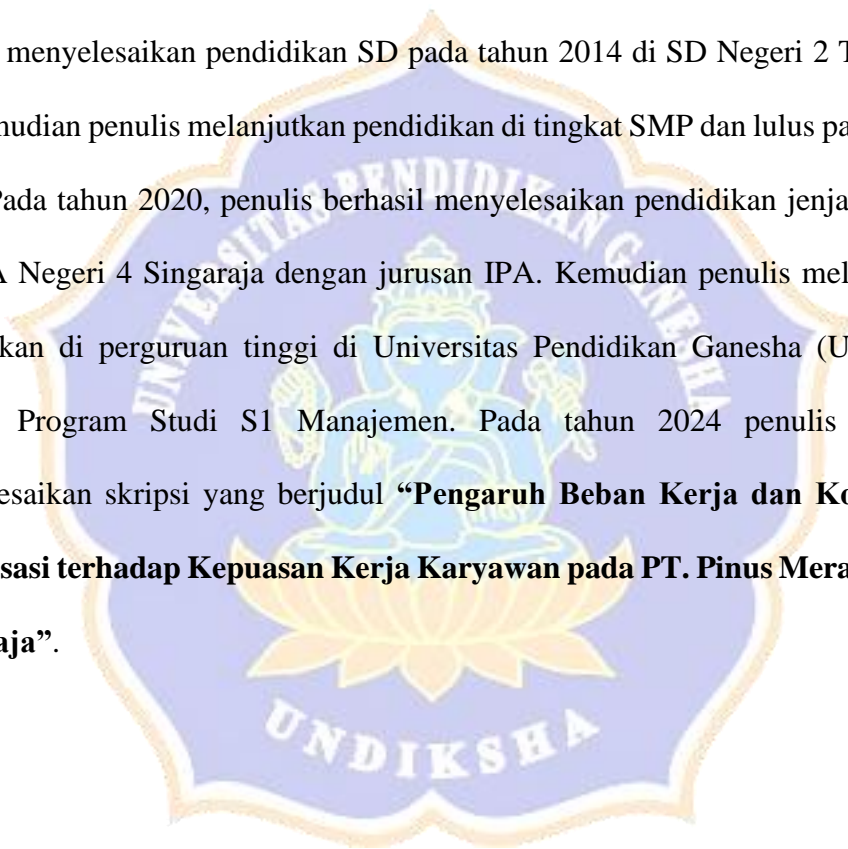 menyelesaikan pendidikan SD pada tahun 2014 di SD Negeri 2 T
mudian penulis melanjutkan pendidikan di tingkat SMP dan lulus pa
Pada tahun 2020, penulis berhasil menyelesaikan pendidikan jenja
A Negeri 4 Singaraja dengan jurusan IPA. Kemudian penulis mel
kan di perguruan tinggi di Universitas Pendidikan Ganesha (U
Program Studi S1 Manajemen. Pada tahun 2024 penulis
esaikan skripsi yang berjudul “Pengaruh Beban Kerja dan Ko
sasi terhadap Kepuasan Kerja Karyawan pada PT. Pinus Mera
aja”.
UNIVERSITAS PENDIDIKAN GANESHA
UNDIKSHA